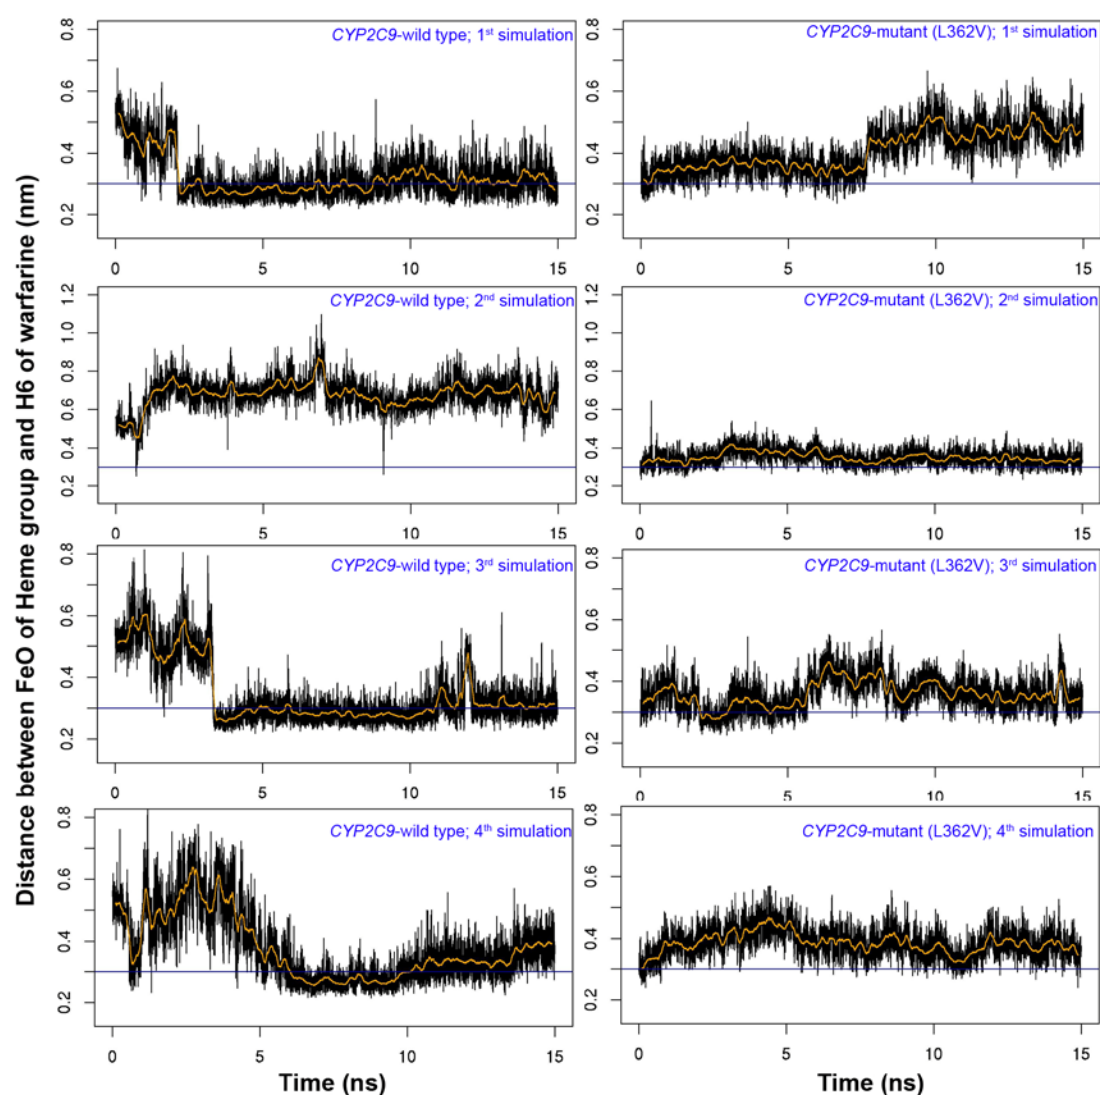 Distance between FeO of Heme group and H6 of warfarine (nm)
CYP2C9-wild type; 1st simulation
0.8
0.6
0.4
0.2
0 5 10 15
CYP2C9-mutant (L362V); 1st simulation
0.8
0.6
0.4
0.2
0 5 10 15
CYP2C9-wild type; 2nd simulation
1.2
1.0
0.8
0.6
0.4
0.2
0 5 10 15
CYP2C9-mutant (L362V); 2nd simulation
1.2
1.0
0.8
0.6
0.4
0.2
0 5 10 15
CYP2C9-wild type; 3rd simulation
0.8
0.6
0.4
0.2
0 5 10 15
CYP2C9-mutant (L362V); 3rd simulation
0.8
0.6
0.4
0.2
0 5 10 15
CYP2C9-wild type; 4th simulation
0.8
0.6
0.4
0.2
0 5 10 15
Time (ns)
CYP2C9-mutant (L362V); 4th simulation
0.8
0.6
0.4
0.2
0 5 10 15
Time (ns)